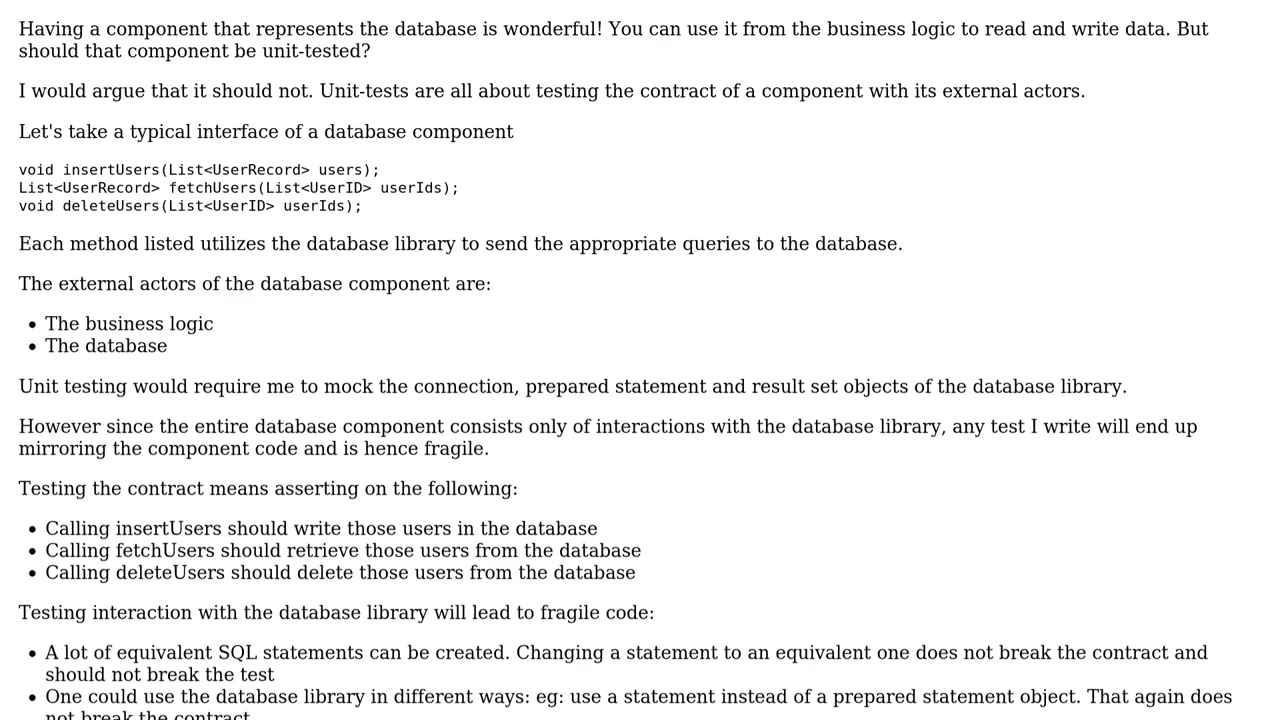 Having a component that represents the database is wonderful! You can use it from the business logic to read and write data. But
should that component be unit-tested?
I would argue that it should not. Unit-tests are all about testing the contract of a component with its external actors.
Let's take a typical interface of a database component
void insertUsers(List<UserRecord> users);
List<UserRecord> fetchUsers(List<UserID> userIds);
void deleteUsers(List<UserID> userIds);
Each method listed utilizes the database library to send the appropriate queries to the database.
The external actors of the database component are:
• The business logic
• The database
Unit testing would require me to mock the connection, prepared statement and result set objects of the database library.
However since the entire database component consists only of interactions with the database library, any test I write will end up
mirroring the component code and is hence fragile.
Testing the contract means asserting on the following:
• Calling insertUsers should write those users in the database
• Calling fetchUsers should retrieve those users from the database
• Calling deleteUsers should delete those users from the database
Testing interaction with the database library will lead to fragile code:
• A lot of equivalent SQL statements can be created. Changing a statement to an equivalent one does not break the contract and
should not break the test
• One could use the database library in different ways: eg: use a statement instead of a prepared statement object. That again does
not break the contract